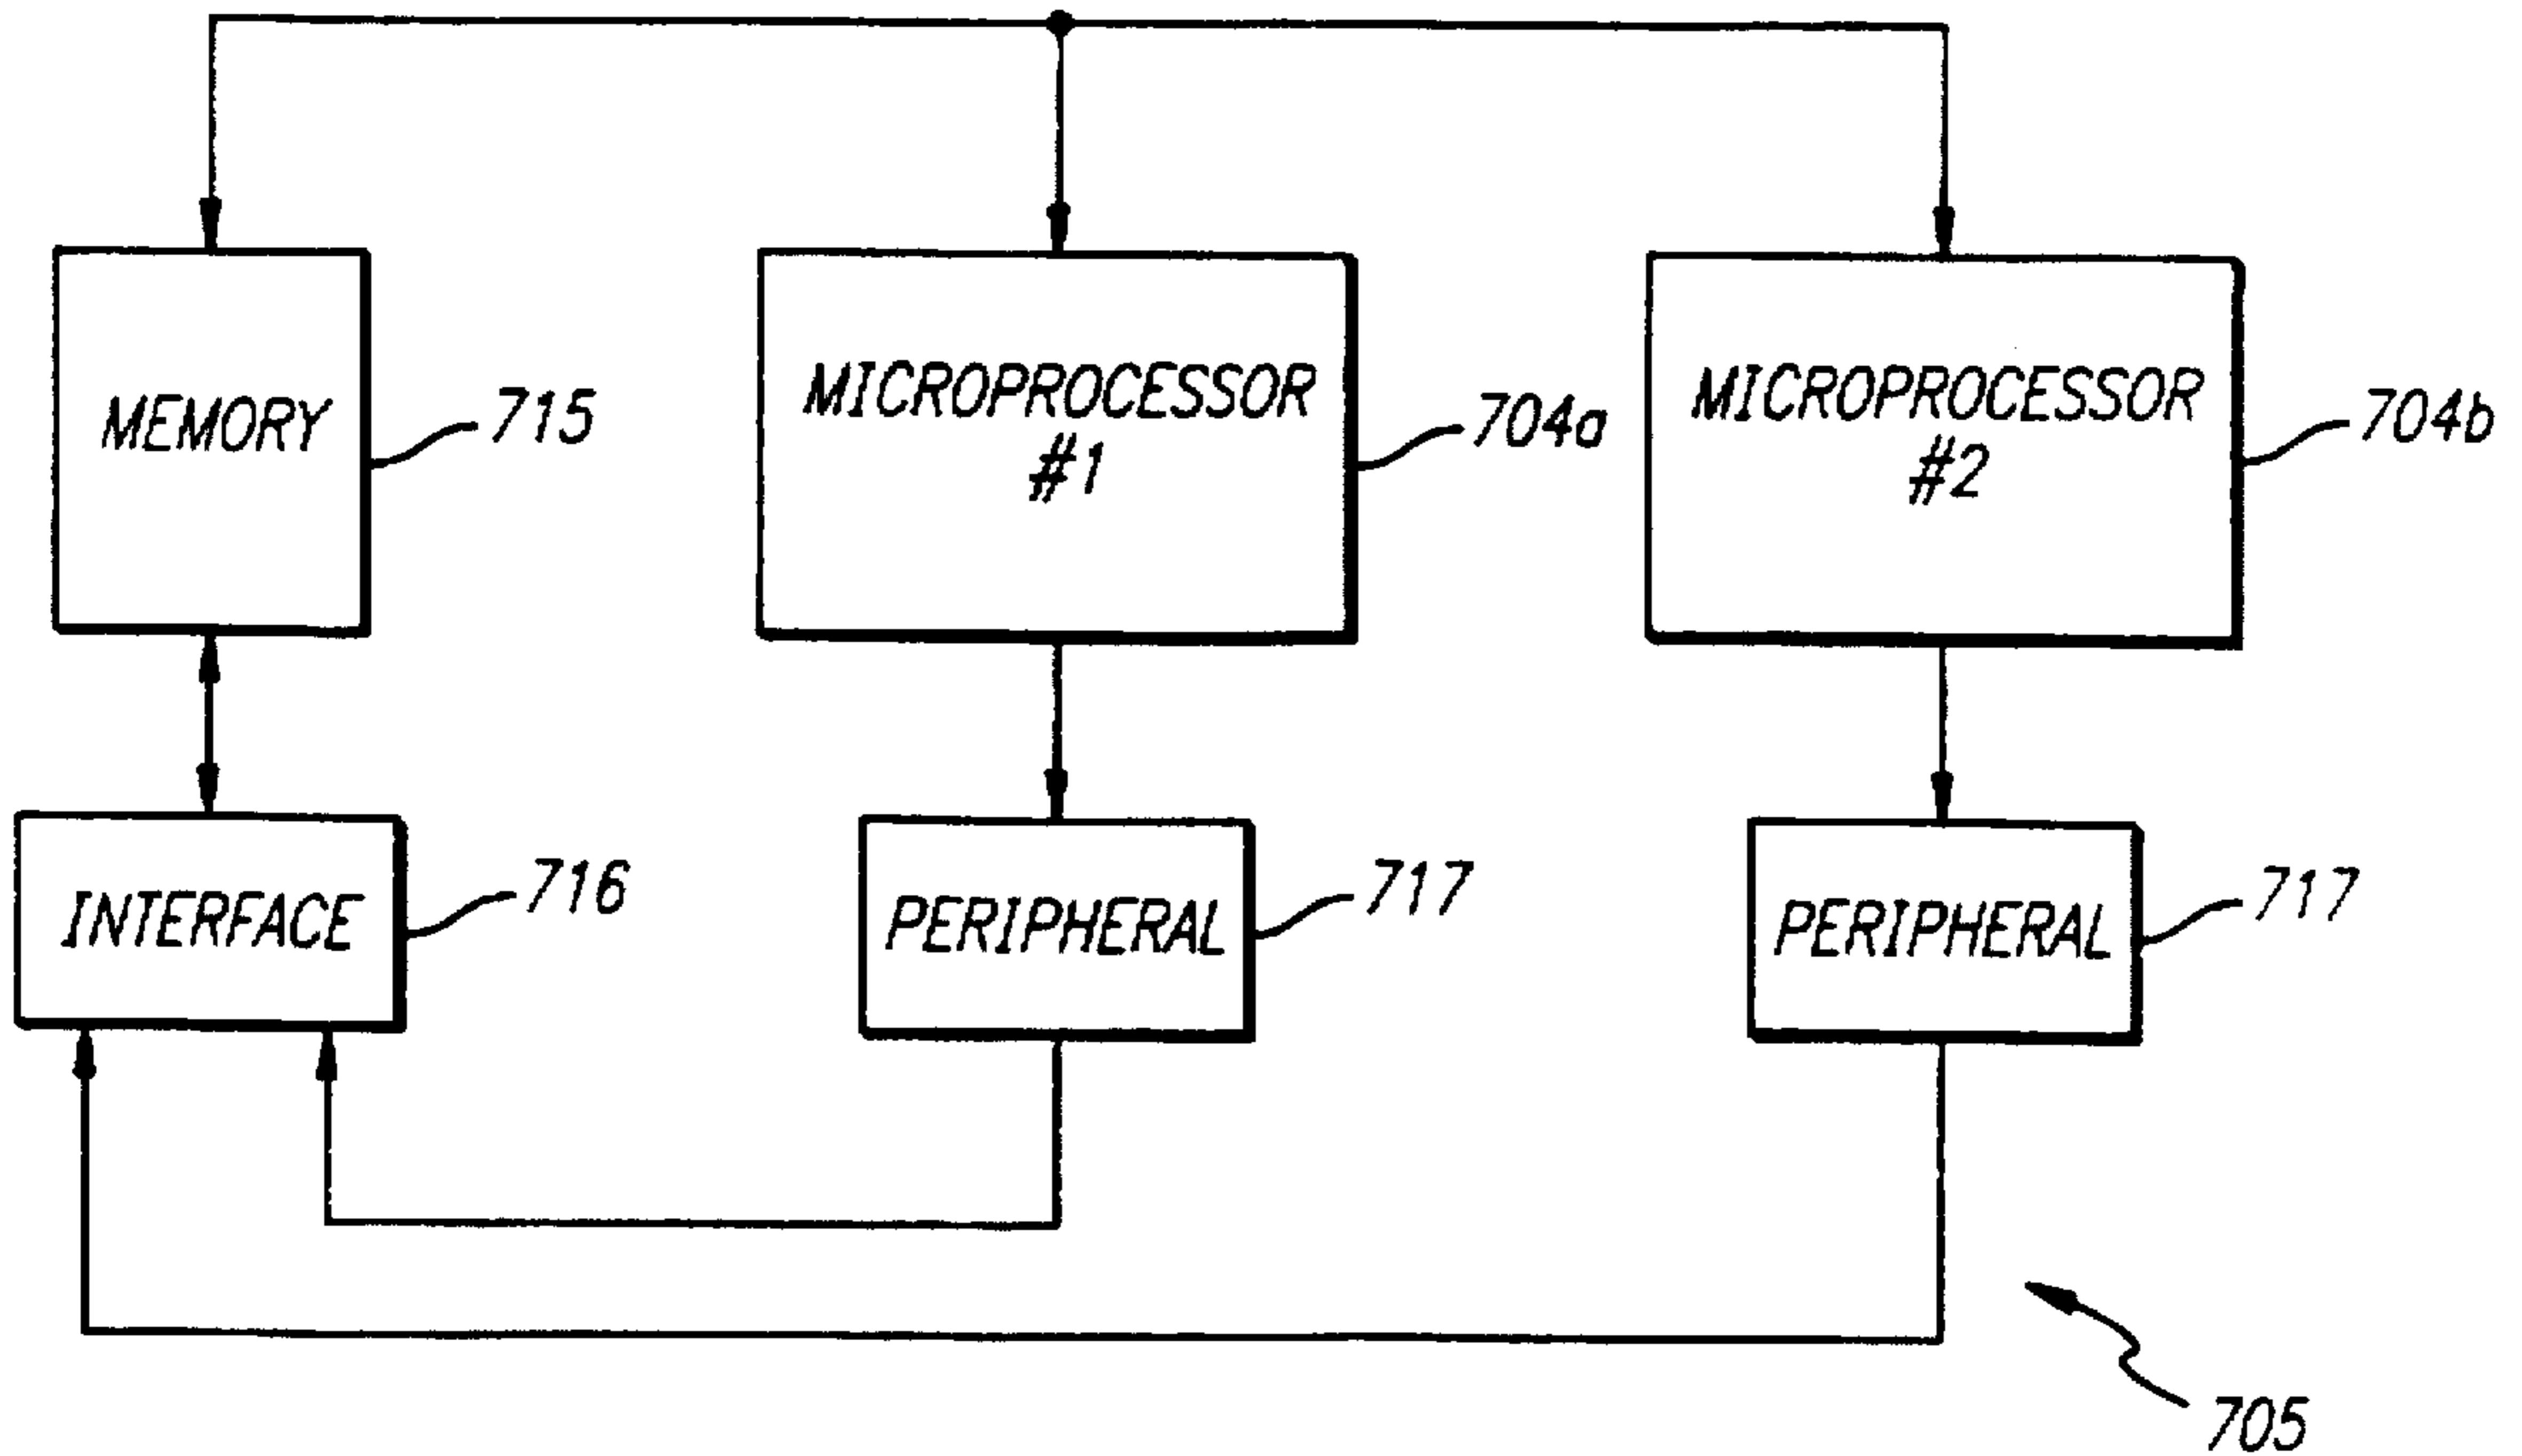 MEMORY
715
MICROPROCESSOR
#1
704a
MICROPROCESSOR
#2
704b
INTERFACE
716
PERIPHERAL
717
PERIPHERAL
717
705